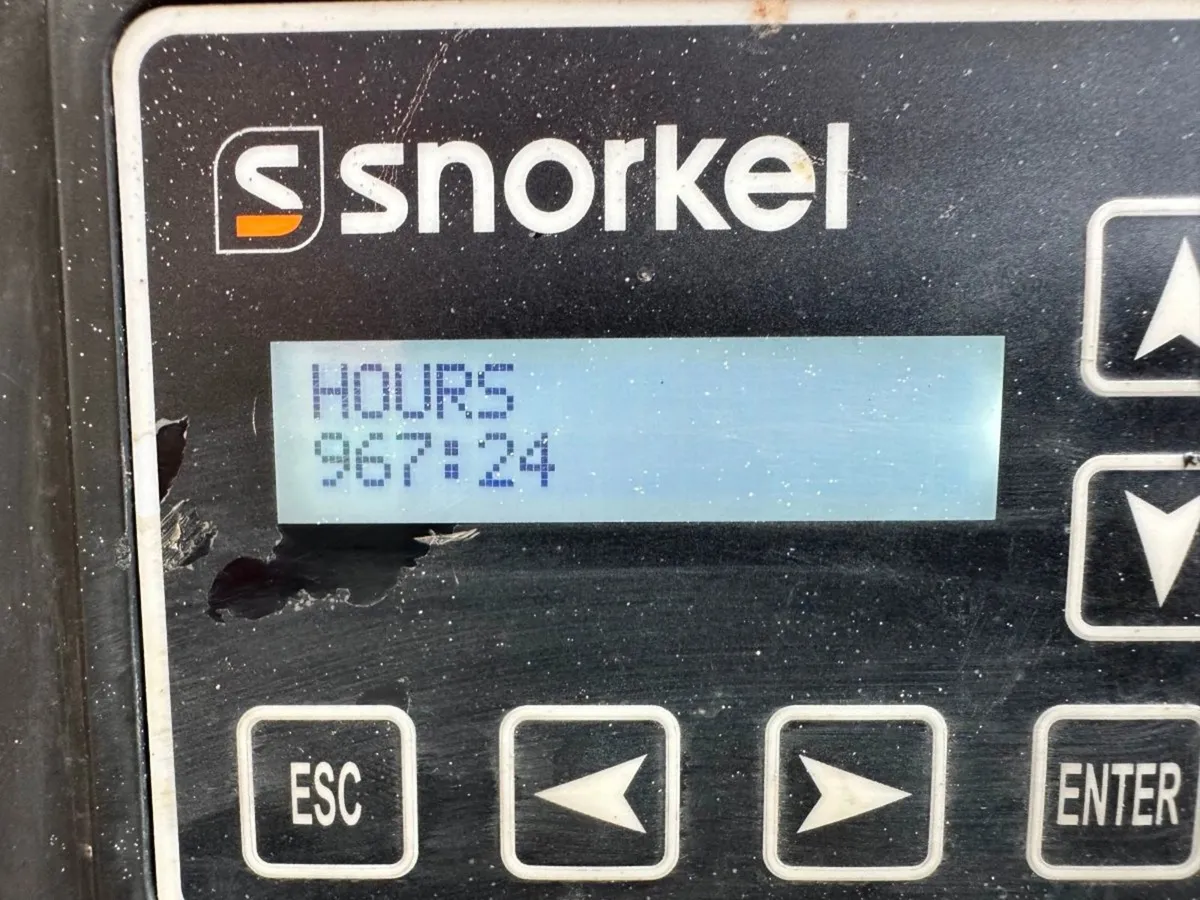 snorkel
HOURS
967:24
ESC
ENTER